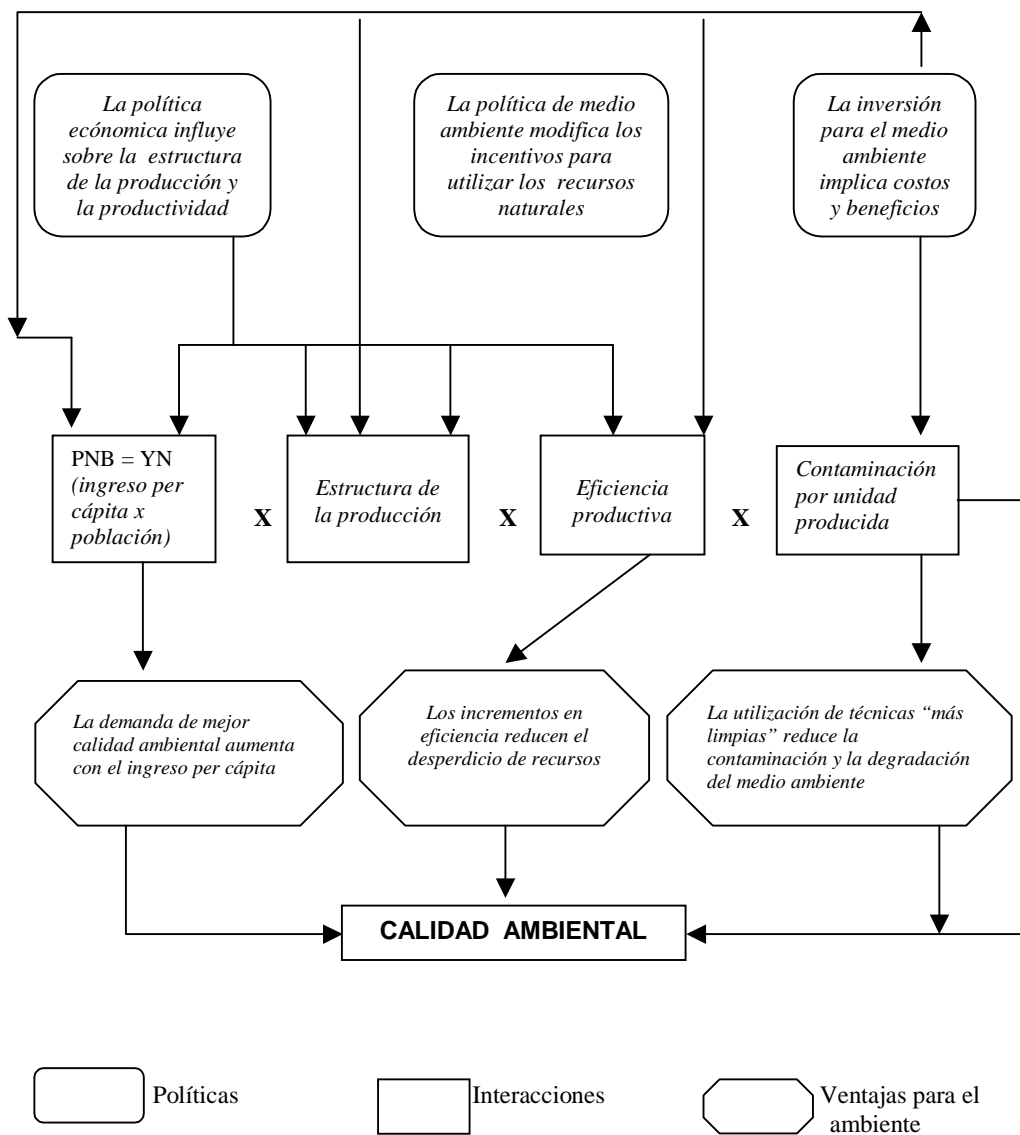 La política
ecónomica influye
sobre la estructura
de la producción y
la productividad
La política de medio
ambiente modifica los
incentivos para
utilizar los recursos
naturales
La inversión
para el medio
ambiente
implica costos
y beneficios
PNB = YN
(ingreso per
cápita x
población)
X
Estructura de
la producción
X
Eficiencia
productiva
X
Contaminación
por unidad
producida
La demanda de mejor
calidad ambiental aumenta
con el ingreso per cápita
Los incrementos en
eficiencia reducen el
desperdicio de recursos
La utilización de técnicas “más
limpias” reduce la
contaminación y la degradación
del medio ambiente
CALIDAD AMBIENTAL
Políticas
Interacciones
Ventajas para el
ambiente